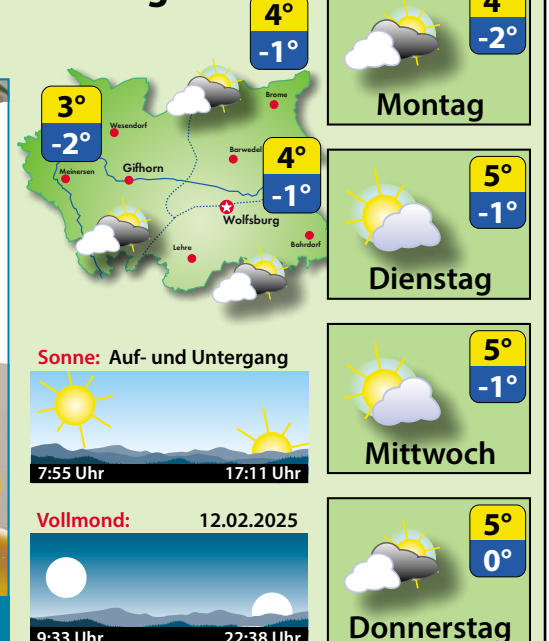 4°
-1°
4°
-2°
Montag
3°
-2°
Brome
Wesendorf
Barwedel
4°
-1°
Meinersen
Gifhorn
Wolfsburg
Lehre
Bahrdorf
5°
-1°
Dienstag
Sonne: Auf- und Untergang
7:55 Uhr 17:11 Uhr
5°
-1°
Mittwoch
Vollmond: 12.02.2025
9:33 Uhr 22:38 Uhr
5°
0°
Donnerstag